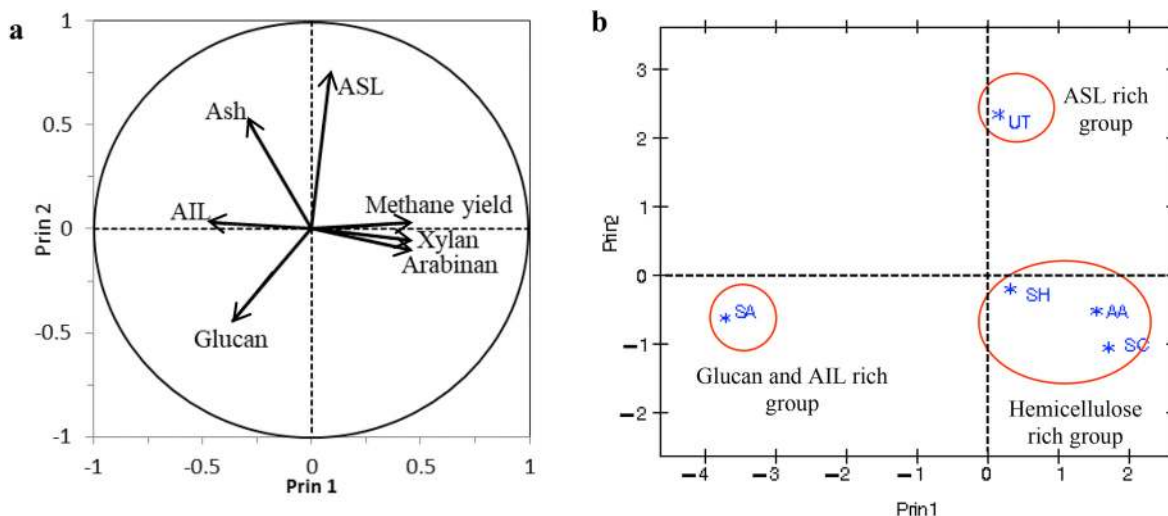 a
1
0.5
0
-0.5
-1
Prin 2
-1
-0.5
0
0.5
1
Prin 1
ASL
Ash
AIL
Methane yield
Xylan
Arabinan
Glucan
b
3
2
1
0
−1
−2
Prin2
−4
−3
−2
−1
0
1
2
Prin1
UT
ASL rich
group
SH
AA
SC
SA
Glucan and AIL rich
group
Hemicellulose
rich group